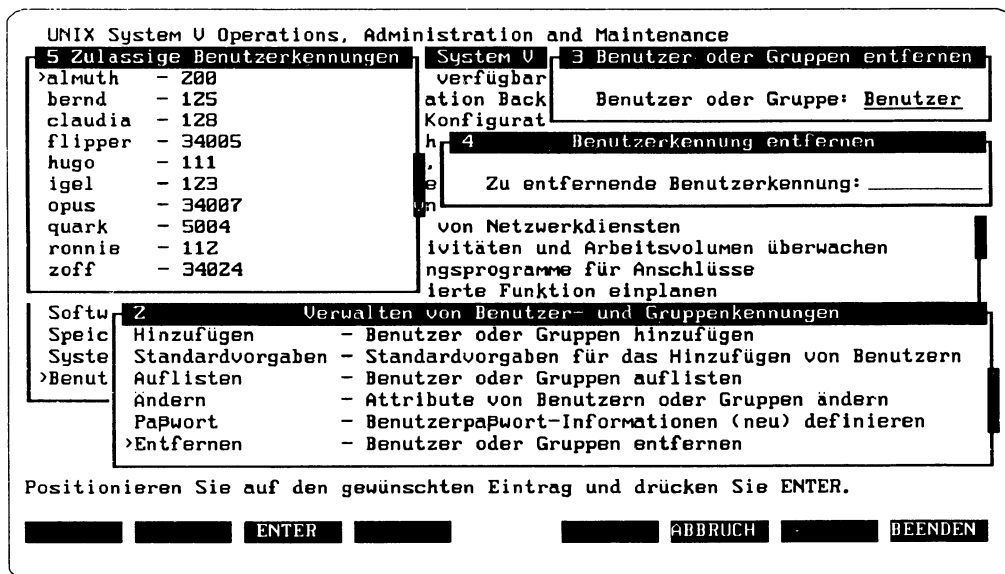 UNIX System V Operations, Administration and Maintenance
5 Zulassige Benutzerkennungen
>almuth - 200
bernd - 125
claudia - 128
flipper - 34005
hugo - 111
igel - 123
opus - 34007
quark - 5004
ronnie - 112
zoff - 34024
System V
verfügbar
ation Back
Konfigurat
h
,
e
n
von Netzwerkdiensten
ivitäten und Arbeitsvolumen überwachen
ngsprogramme für Anschlüsse
ierte Funktion einplanen
3 Benutzer oder Gruppen entfernen
Benutzer oder Gruppe: Benutzer
4 Benutzerkennung entfernen
Zu entfernende Benutzerkennung:
Softw
Speic
Syste
>Benut
2 Verwalten von Benutzer- und Gruppenkennungen
Hinzufügen - Benutzer oder Gruppen hinzufügen
Standardvorgaben - Standardvorgaben für das Hinzufügen von Benutzern
Auflisten - Benutzer oder Gruppen auflisten
Ändern - Attribute von Benutzern oder Gruppen ändern
Paßwort - Benutzerpaßwort-Informationen (neu) definieren
>Entfernen - Benutzer oder Gruppen entfernen
Positionieren Sie auf den gewünschten Eintrag und drücken Sie ENTER.
ENTER ABBRUCH BEENDEN